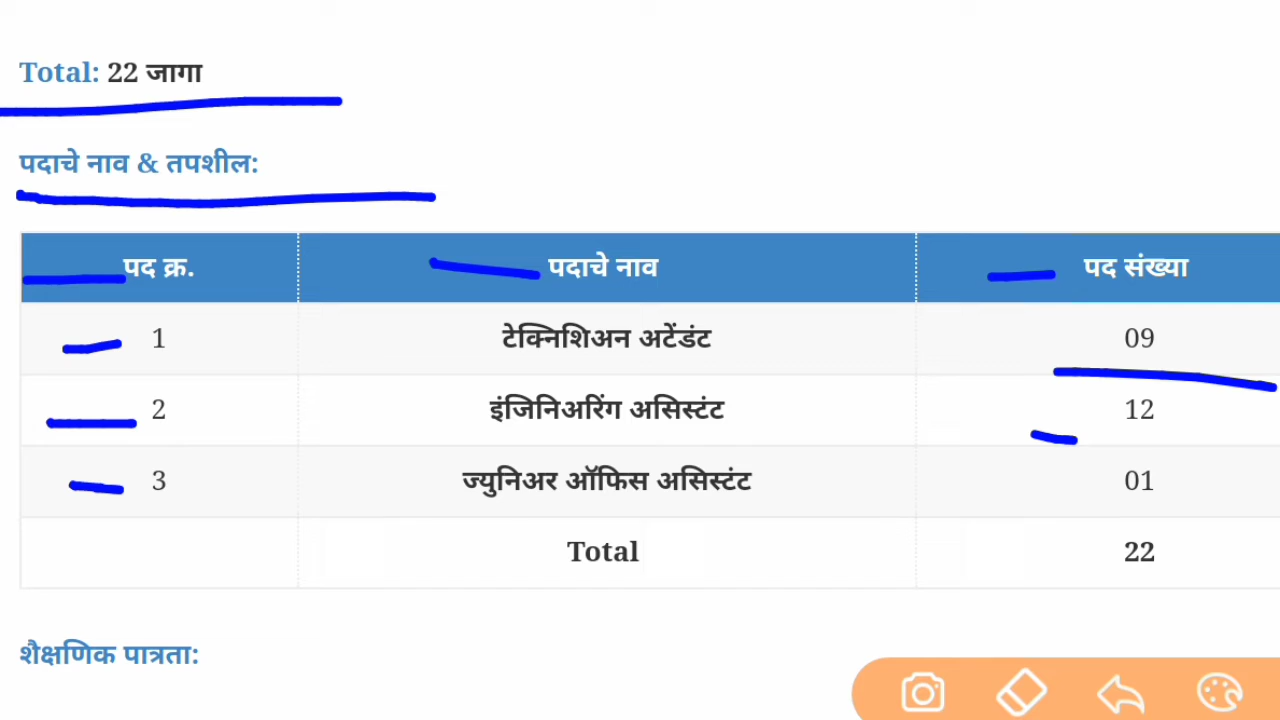 Total: 22 जागा
पदाचे नाव & तपशील:
पद क्र. पदाचे नाव पद संख्या
1 टेक्निशिअन अटेंडंट 09
2 इंजिनिअरिंग असिस्टंट 12
3 ज्युनिअर ऑफिस असिस्टंट 01
Total 22
शैक्षणिक पात्रता: